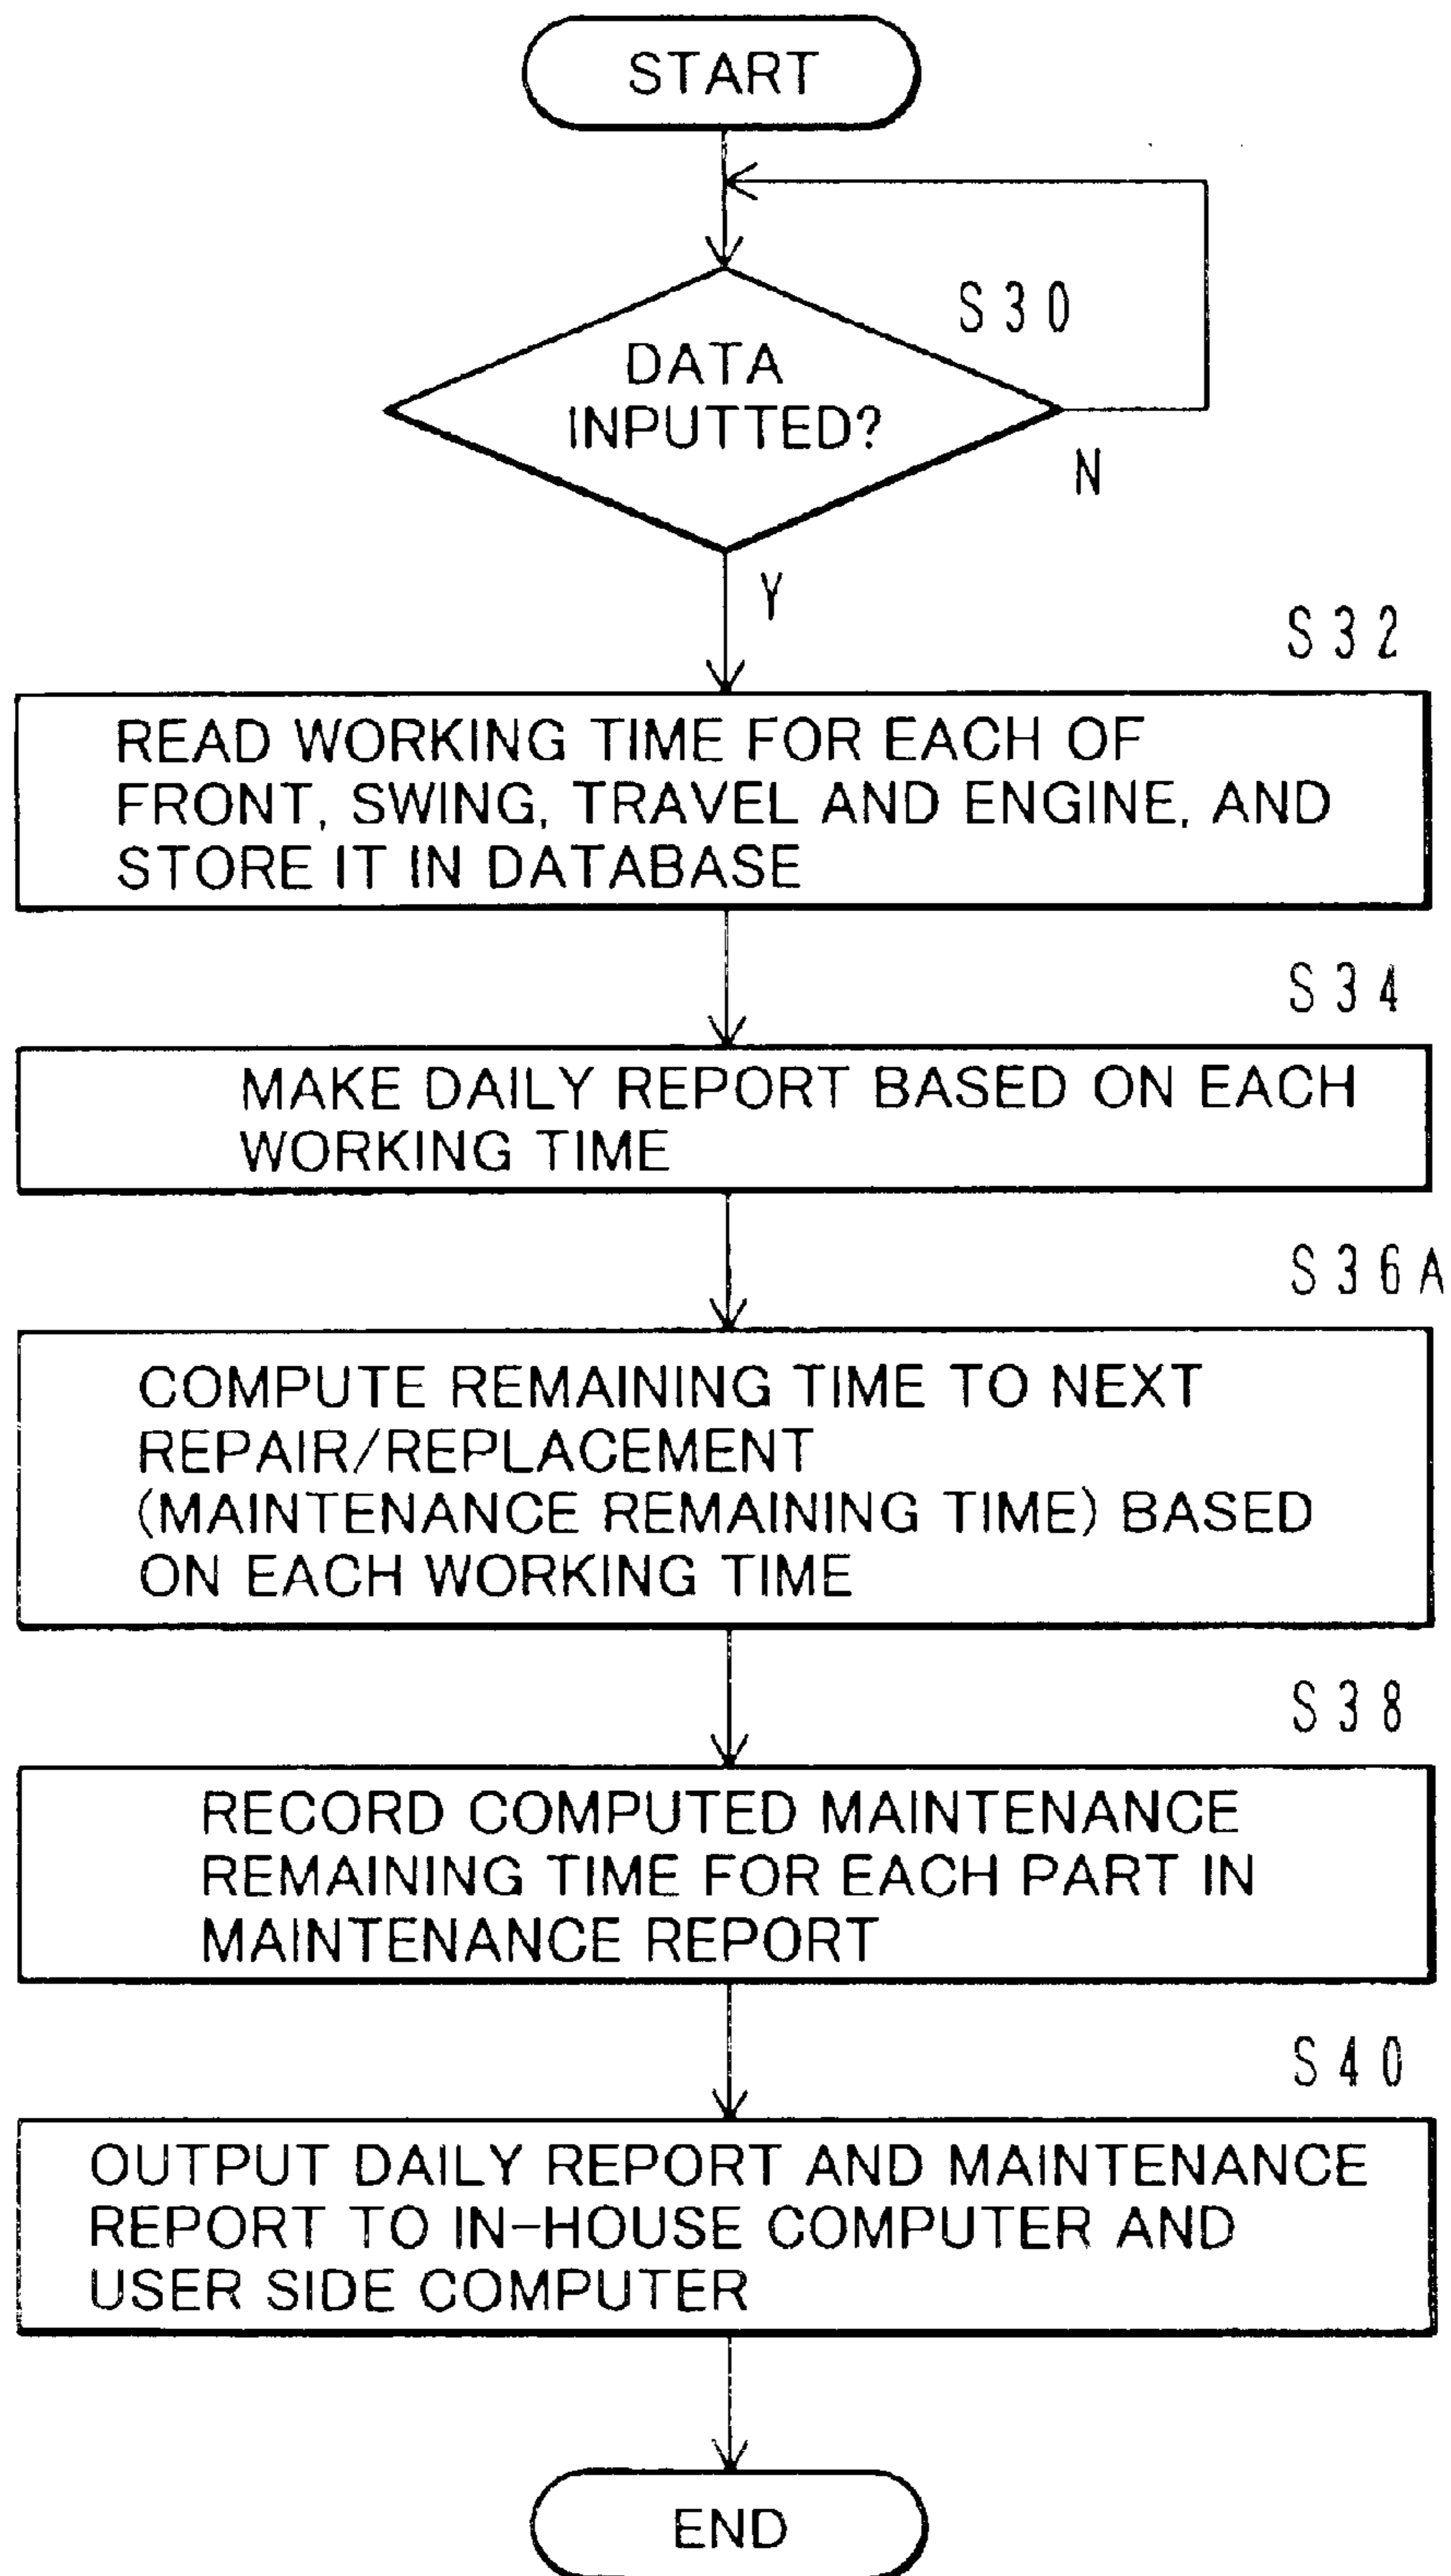 START
S30
DATA
INPUTTED?
N
Y
S32
READ WORKING TIME FOR EACH OF
FRONT, SWING, TRAVEL AND ENGINE, AND
STORE IT IN DATABASE
S34
MAKE DAILY REPORT BASED ON EACH
WORKING TIME
S36A
COMPUTE REMAINING TIME TO NEXT
REPAIR/REPLACEMENT
(MAINTENANCE REMAINING TIME) BASED
ON EACH WORKING TIME
S38
RECORD COMPUTED MAINTENANCE
REMAINING TIME FOR EACH PART IN
MAINTENANCE REPORT
S40
OUTPUT DAILY REPORT AND MAINTENANCE
REPORT TO IN-HOUSE COMPUTER AND
USER SIDE COMPUTER
END